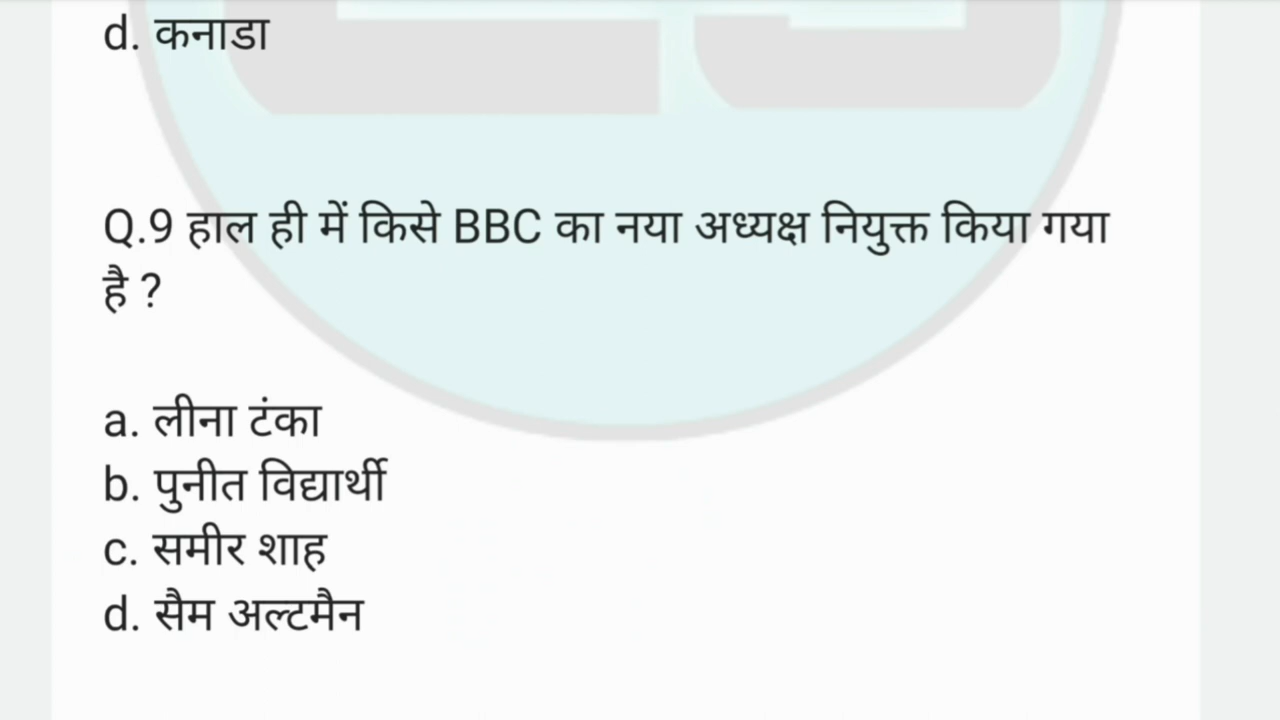 d. कनाडा
Q.9 हाल ही में किसे BBC का नया अध्यक्ष नियुक्त किया गया
है ?
a. लीना टंका
b. पुनीत विद्यार्थी
c. समीर शाह
d. सैम अल्टमैन